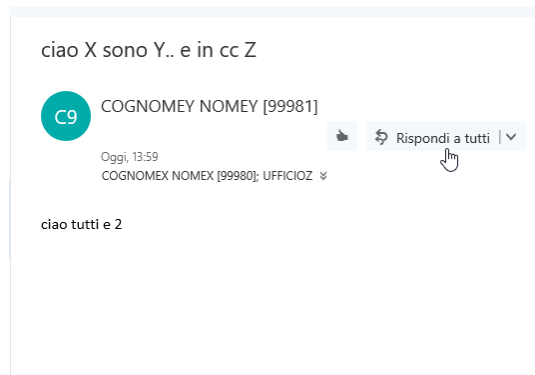 ciao X sono Y.. e in cc Z
C9
COGNOMEY NOMEY [99981]
Rispondi a tutti
Oggi, 13:59
COGNOMEX NOMEX [99980]; UFFICIOZ
ciao tutti e 2